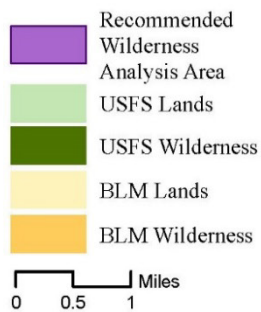 Recommended
Wilderness
Analysis Area
USFS Lands
USFS Wilderness
BLM Lands
BLM Wilderness
Miles
0 0.5 1